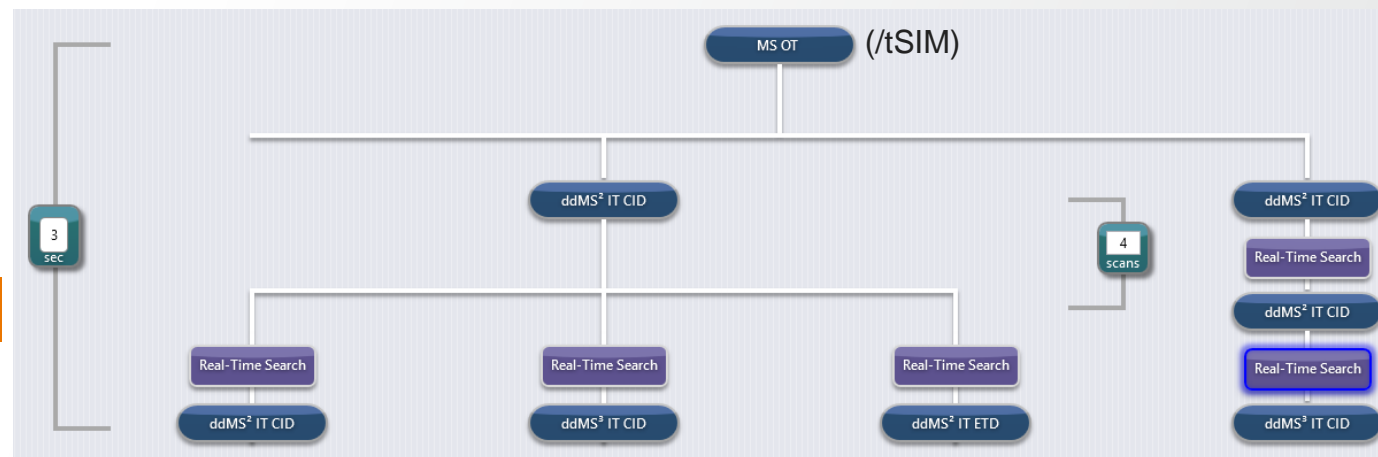 MS OT (/tSIM)
ddMS² IT CID
ddMS² IT CID
3
sec
4
scans
Real-Time Search
ddMS² IT CID
Real-Time Search
Real-Time Search
Real-Time Search
Real-Time Search
ddMS² IT CID
ddMS³ IT CID
ddMS² IT ETD
ddMS³ IT CID